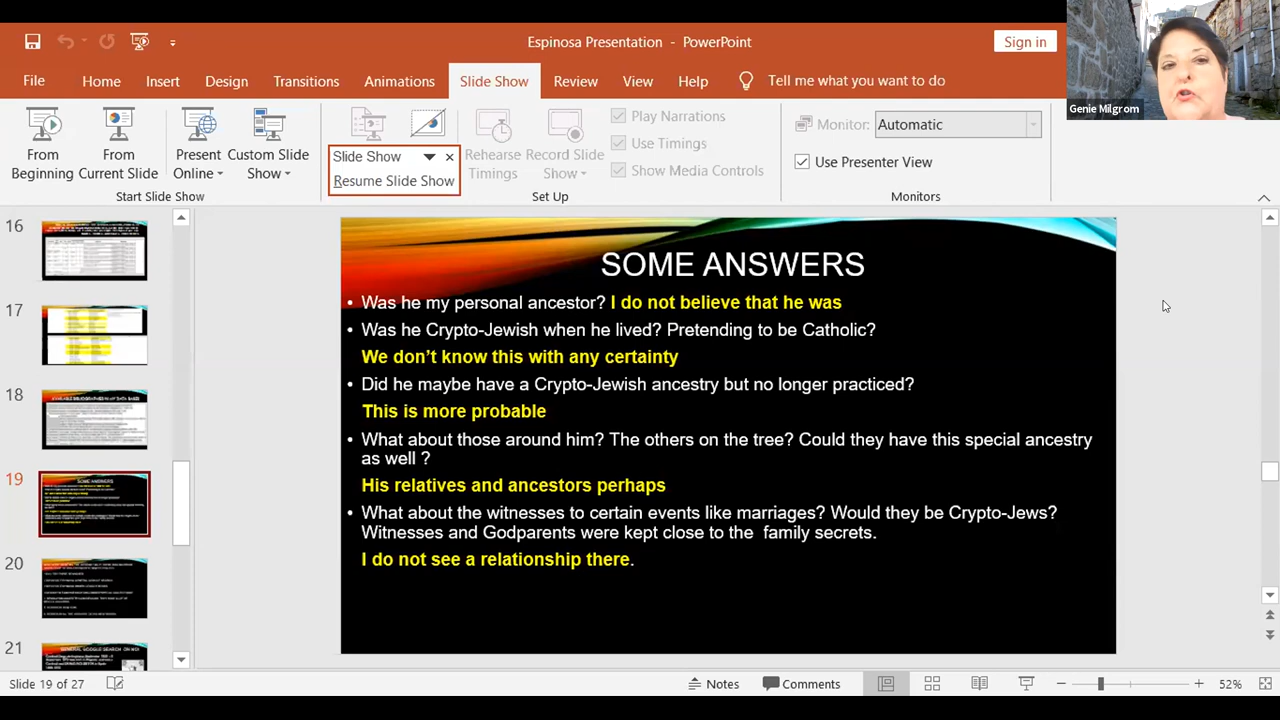 Espinosa Presentation - PowerPoint
Sign in
Genie Milgrom
File Home Insert Design Transitions Animations Slide Show Review View Help Tell me what you want to do
From Beginning
From Current Slide
Present Online
Custom Slide Show
Start Slide Show
Slide Show
Resume Slide Show
Rehearse Timings
Record Slide Show
Play Narrations
Use Timings
Show Media Controls
Set Up
Monitor: Automatic
Use Presenter View
Monitors
16
17
18
19
20
21
SOME ANSWERS
• Was he my personal ancestor? I do not believe that he was
• Was he Crypto-Jewish when he lived? Pretending to be Catholic?
We don’t know this with any certainty
• Did he maybe have a Crypto-Jewish ancestry but no longer practiced?
This is more probable
• What about those around him? The others on the tree? Could they have this special ancestry
as well ?
His relatives and ancestors perhaps
• What about the witnesses to certain events like marriages? Would they be Crypto-Jews?
Witnesses and Godparents were kept close to the family secrets.
I do not see a relationship there.
Slide 19 of 27
Notes
Comments
52%